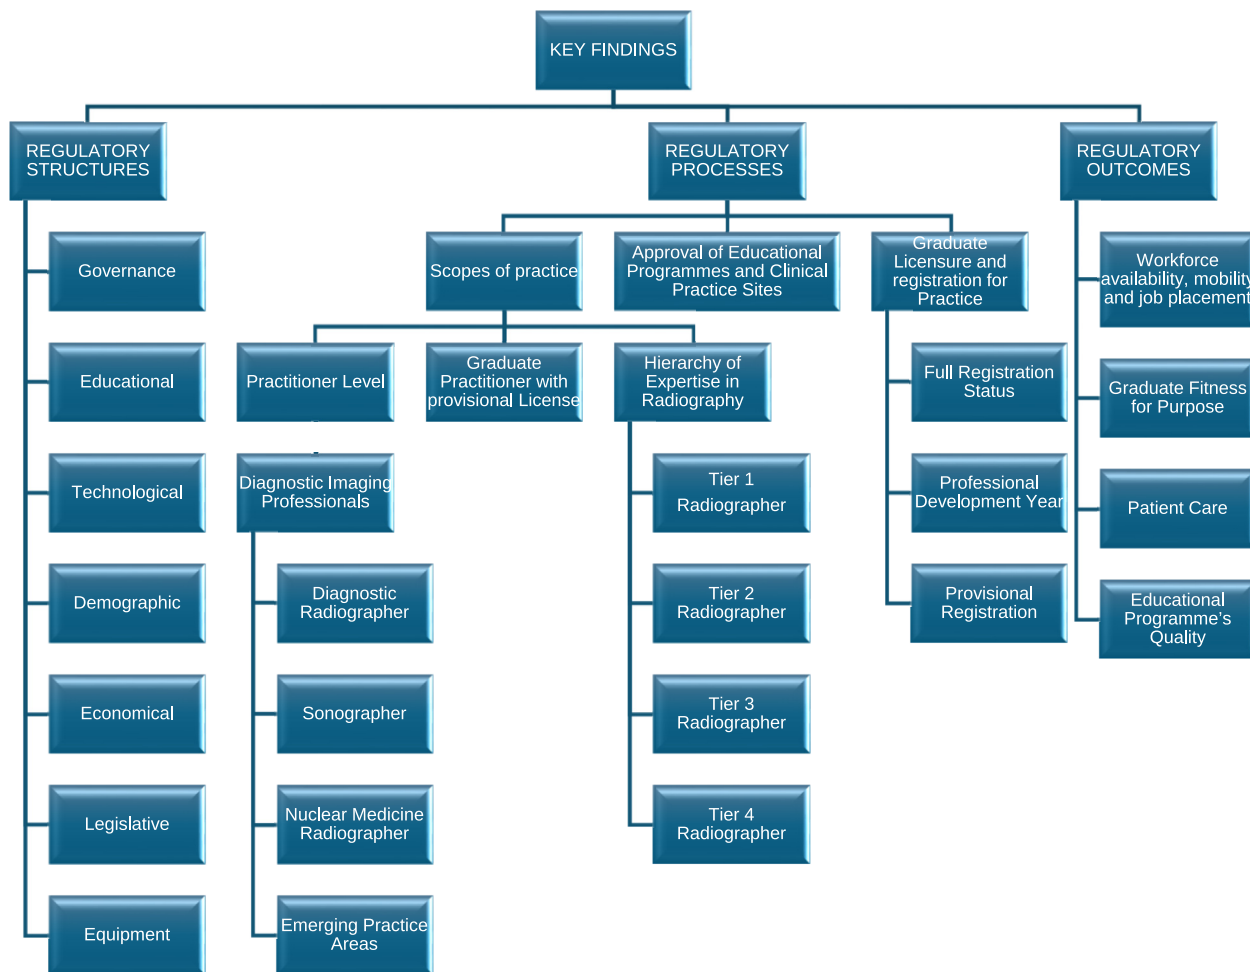 KEY FINDINGS
REGULATORY
STRUCTURES
REGULATORY
PROCESSES
REGULATORY
OUTCOMES
Governance
Educational
Technological
Demographic
Economical
Legislative
Equipment
Scopes of practice
Approval of Educational
Programmes and Clinical
Practice Sites
Graduate
Licensure and
registration for
Practice
Practitioner Level
Graduate
Practitioner with
provisional License
Hierarchy of
Expertise in
Radiography
Diagnostic Imaging
Professionals
Diagnostic
Radiographer
Sonographer
Nuclear Medicine
Radiographer
Emerging Practice
Areas
Tier 1
Radiographer
Tier 2
Radiographer
Tier 3
Radiographer
Tier 4
Radiographer
Full Registration
Status
Professional
Development Year
Provisional
Registration
Workforce
availability, mobility
and job placement
Graduate Fitness
for Purpose
Patient Care
Educational
Programme’s
Quality